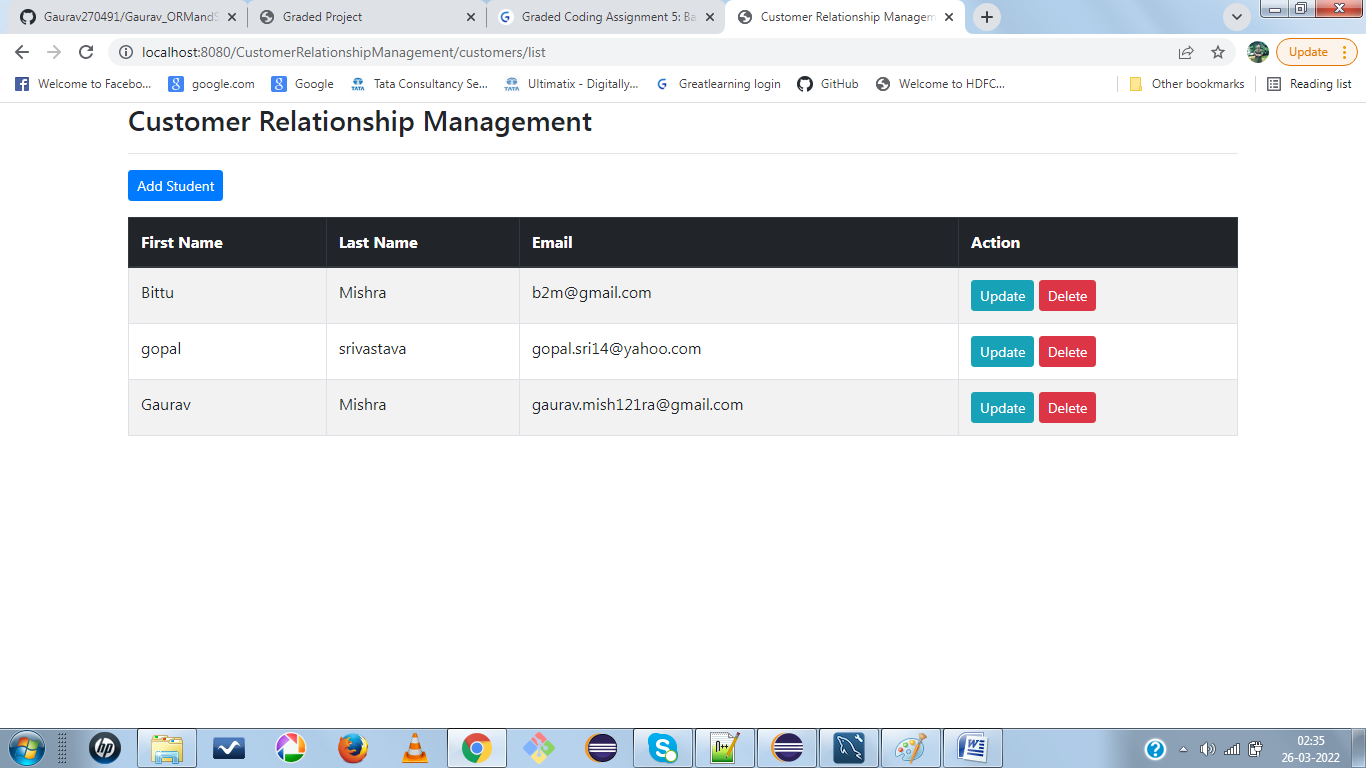 Gaurav270491/Gaurav_ORMandS
Graded Project
Graded Coding Assignment 5: Ba
Customer Relationship Managem
localhost:8080/CustomerRelationshipManagement/customers/list
Update
Welcome to Facebo...
google.com
Google
Tata Consultancy Se...
Ultimatix - Digitally...
Greatlearning login
GitHub
Welcome to HDFC...
Other bookmarks
Reading list
Customer Relationship Management
Add Student
First Name Last Name Email Action
Bittu Mishra b2m@gmail.com Update Delete
gopal srivastava gopal.sri14@yahoo.com Update Delete
Gaurav Mishra gaurav.mish121ra@gmail.com Update Delete
02:35
26-03-2022